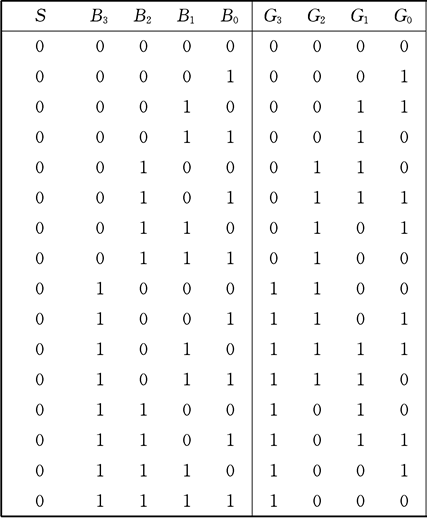 S B₃ B₂ B₁ B₀ G₃ G₂ G₁ G₀
0 0 0 0 0 0 0 0 0
0 0 0 0 1 0 0 0 1
0 0 0 1 0 0 0 1 1
0 0 0 1 1 0 0 1 0
0 0 1 0 0 0 1 1 0
0 0 1 0 1 0 1 1 1
0 0 1 1 0 0 1 0 1
0 0 1 1 1 0 1 0 0
0 1 0 0 0 1 1 0 0
0 1 0 0 1 1 1 0 1
0 1 0 1 0 1 1 1 1
0 1 0 1 1 1 1 1 0
0 1 1 0 0 1 0 1 0
0 1 1 0 1 1 0 1 1
0 1 1 1 0 1 0 0 1
0 1 1 1 1 1 0 0 0